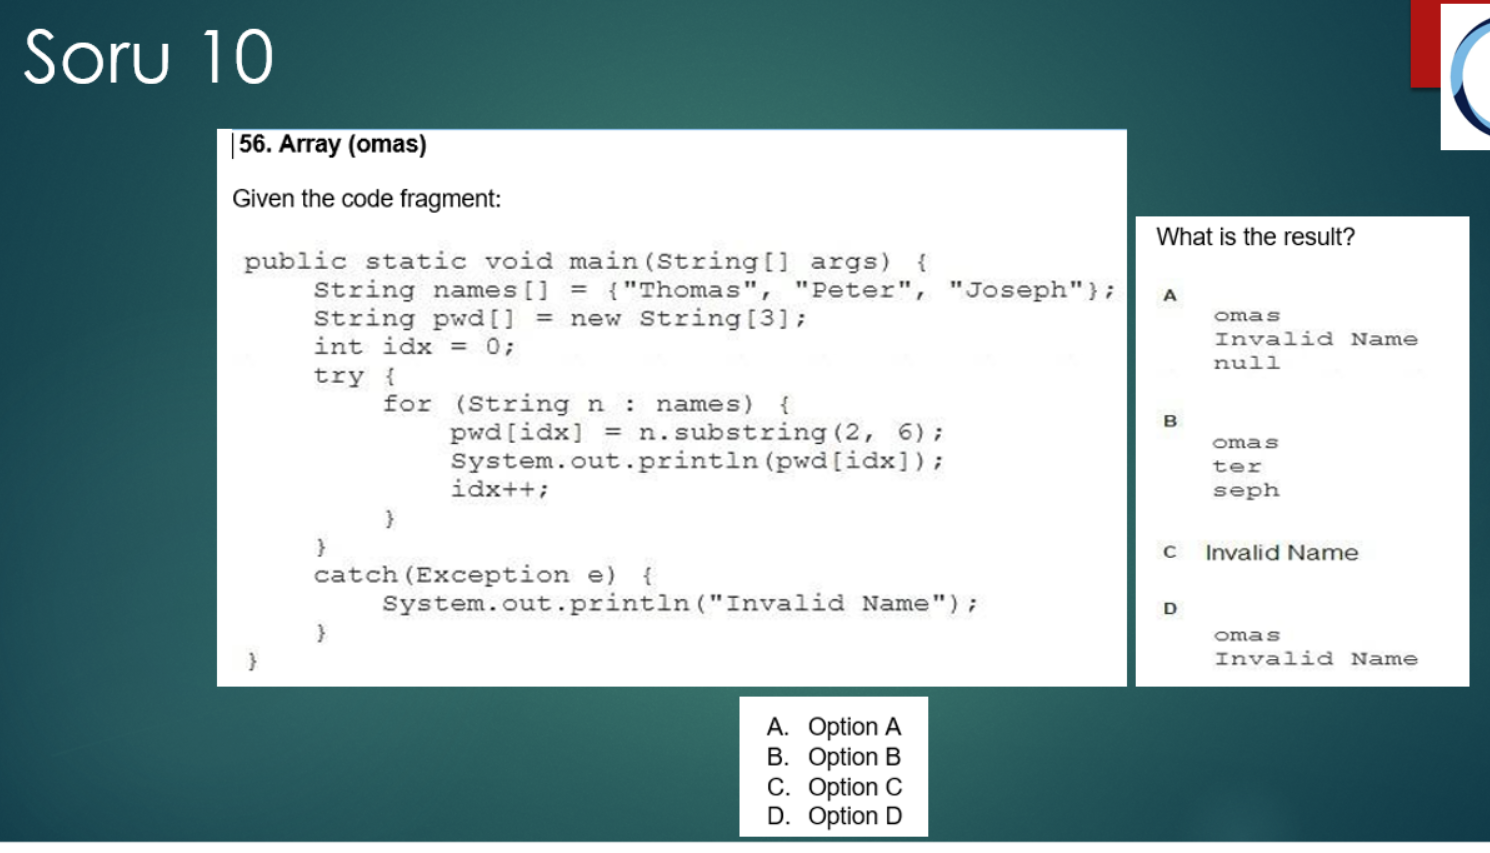 Soru 10
56. Array (omas)
Given the code fragment:
public static void main(String[] args) {
String names[] = {"Thomas", "Peter", "Joseph"};
String pwd[] = new String[3];
int idx = 0;
try {
for (String n : names) {
pwd[idx] = n.substring(2, 6);
System.out.println(pwd[idx]);
idx++;
}
}
catch(Exception e) {
System.out.println("Invalid Name");
}
}
What is the result?
A
omas
Invalid Name
null
B
omas
ter
seph
C Invalid Name
D
omas
Invalid Name
A. Option A
B. Option B
C. Option C
D. Option D